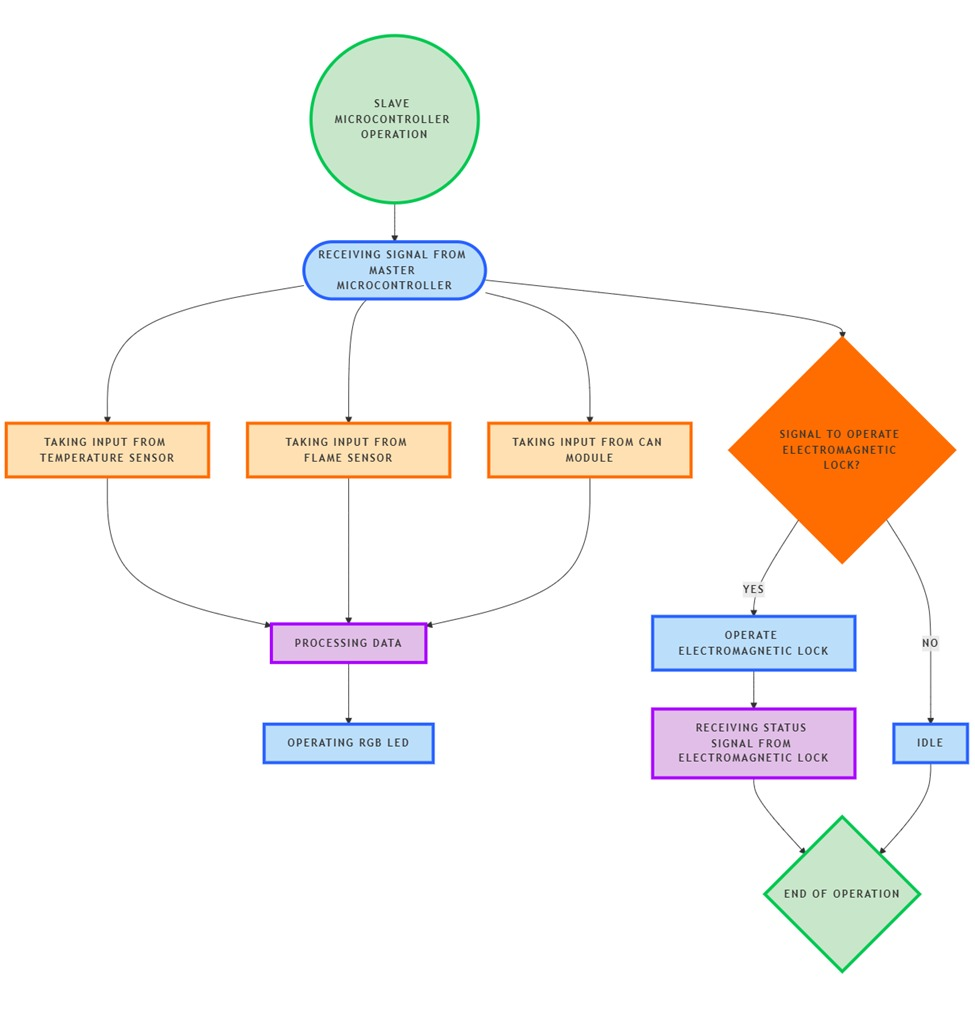 SLAVE
MICROCONTROLLER
OPERATION
RECEIVING SIGNAL FROM
MASTER
MICROCONTROLLER
TAKING INPUT FROM
TEMPERATURE SENSOR
TAKING INPUT FROM
FLAME SENSOR
TAKING INPUT FROM CAN
MODULE
SIGNAL TO OPERATE
ELECTROMAGNETIC
LOCK?
YES
NO
PROCESSING DATA
OPERATE
ELECTROMAGNETIC LOCK
OPERATING RGB LED
RECEIVING STATUS
SIGNAL FROM
ELECTROMAGNETIC LOCK
IDLE
END OF OPERATION